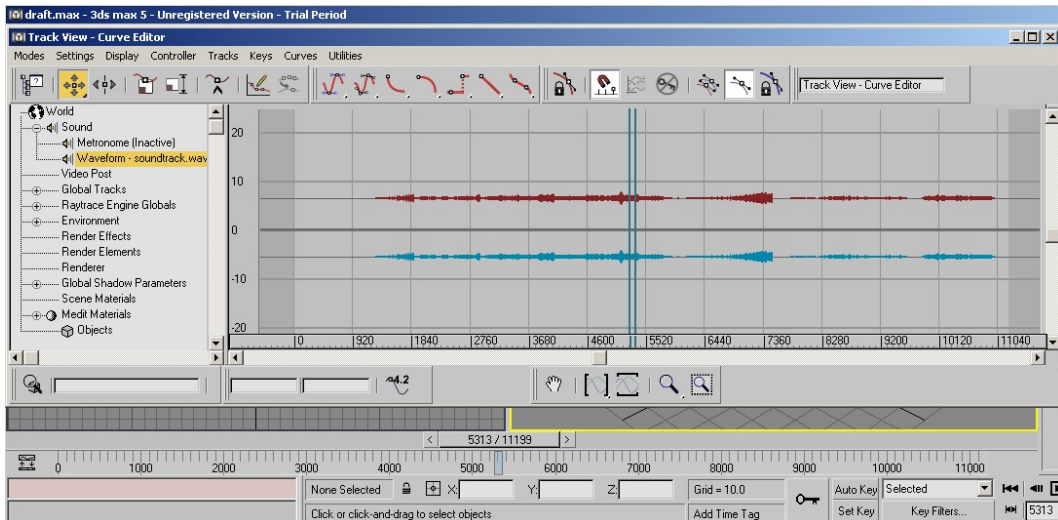 draft.max - 3ds max 5 - Unregistered Version - Trial Period
Track View - Curve Editor
Modes Settings Display Controller Tracks Keys Curves Utilities
Track View - Curve Editor
World
Sound
Metronome (Inactive)
Waveform - soundtrack.wav
Video Post
Global Tracks
Raytrace Engine Globals
Environment
Render Effects
Render Elements
Renderer
Global Shadow Parameters
Scene Materials
Medit Materials
Objects
20
10
0
-10
-20
0 920 1840 2760 3680 4600 5520 6440 7360 8280 9200 10120 11040
4.2
< 5313 / 11199 >
0 1000 2000 3000 4000 5000 6000 7000 8000 9000 10000 11000
None Selected X: Y: Z: Grid = 10.0 Auto Key Selected
Click or click-and-drag to select objects Add Time Tag Set Key Key Filters... 5313